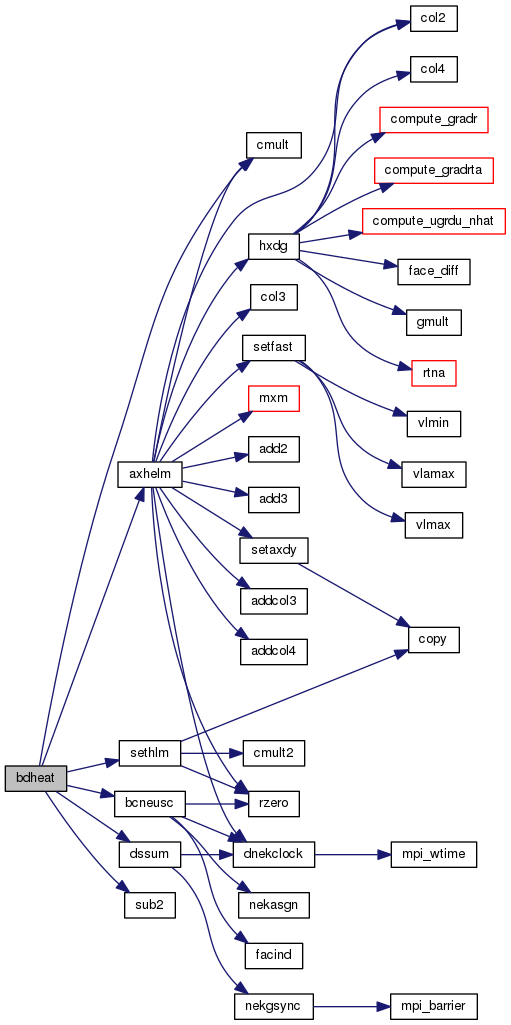 col2
col4
compute_gradr
cmult
compute_gradrta
compute_ugrdu_nhat
hxdg
face_diff
col3
gmult
setfast
rtna
mxm
vlmin
add2
axhelm
vlamax
add3
vlmax
setaxdy
addcol3
copy
addcol4
sethlm
cmult2
bdheat
bcneusc
rzero
dssum
dnekclock
mpi_wtime
sub2
nekasgn
facind
nekgsync
mpi_barrier